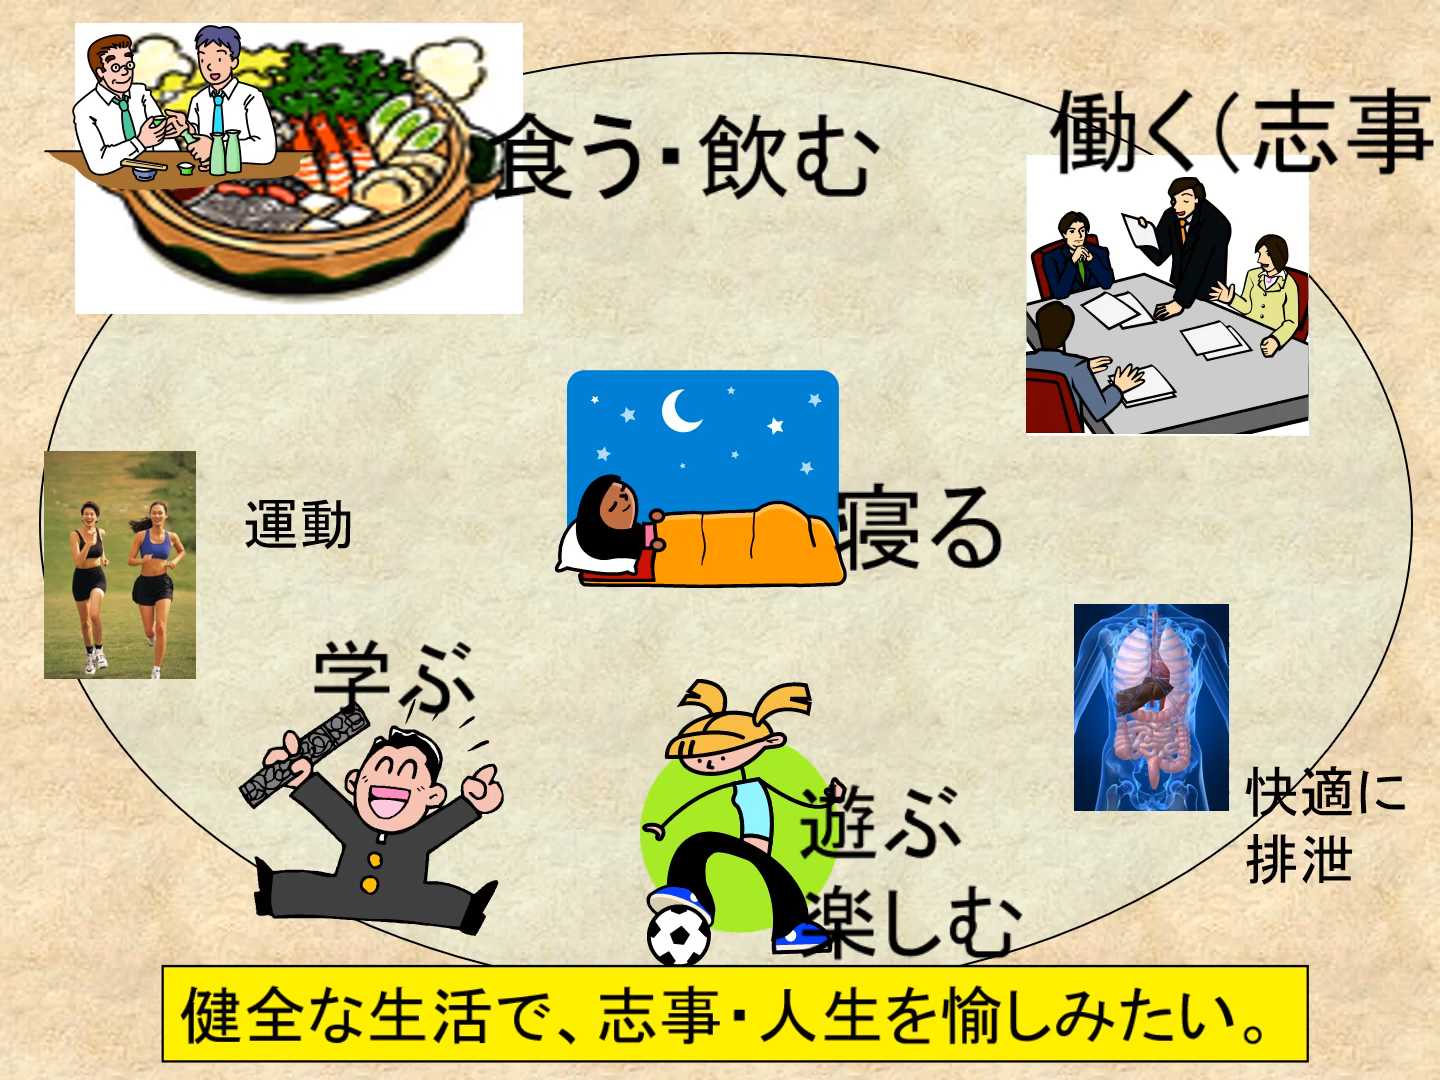 食う・飲む
働く(志事
寝る
運動
学ぶ
遊ぶ
楽しむ
快適に
排泄
健全な生活で、志事・人生を愉しみたい。